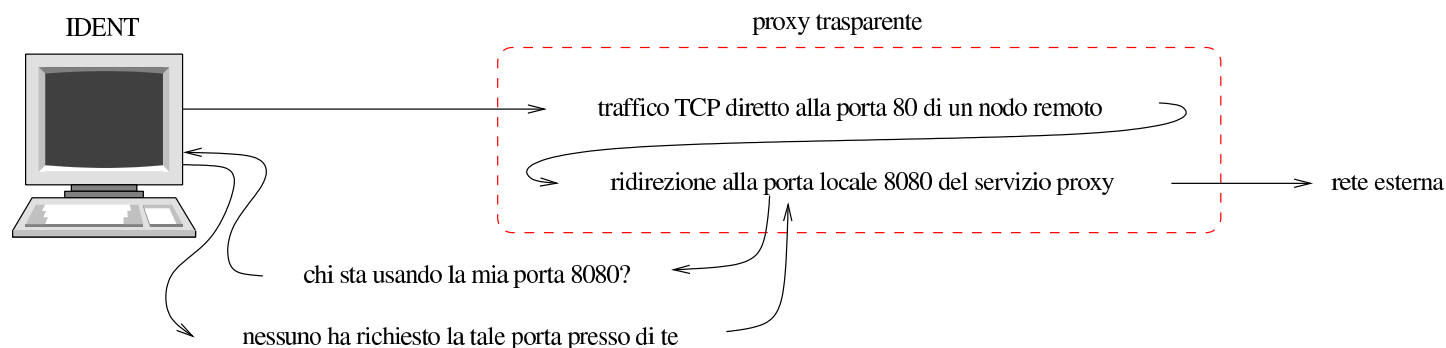 IDENT
proxy trasparente
traffico TCP diretto alla porta 80 di un nodo remoto
ridirezione alla porta locale 8080 del servizio proxy
rete esterna
chi sta usando la mia porta 8080?
nessuno ha richiesto la tale porta presso di te